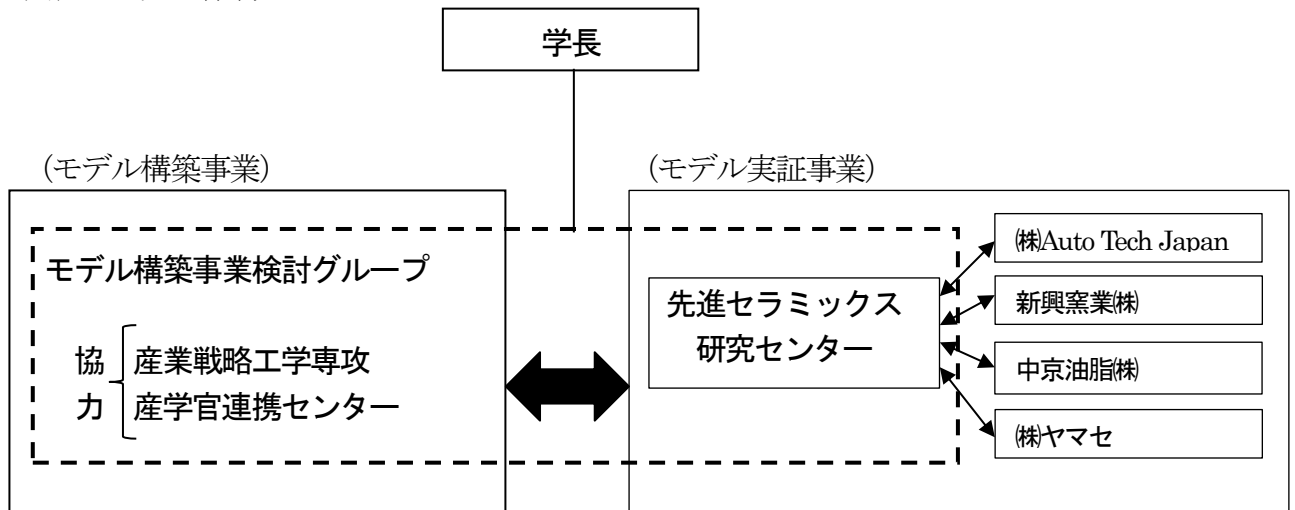 学長
(モデル構築事業)
(モデル実証事業)
モデル構築事業検討グループ
協力
産業戦略工学専攻
産学官連携センター
先進セラミックス
研究センター
㈱Auto Tech Japan
新興窯業㈱
中京油脂㈱
㈱ヤマセ